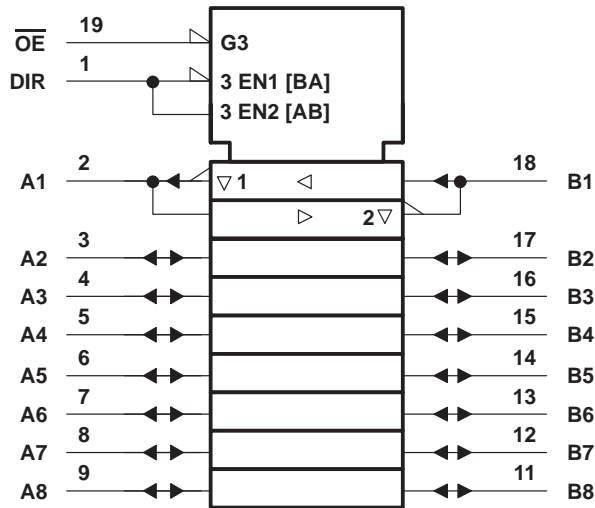 OE 19 G3
DIR 1 3 EN1 [BA]
3 EN2 [AB]
A1 2 ▽ 1 ◁ 18 B1
▷ 2 ▽
A2 3 17 B2
A3 4 16 B3
A4 5 15 B4
A5 6 14 B5
A6 7 13 B6
A7 8 12 B7
A8 9 11 B8